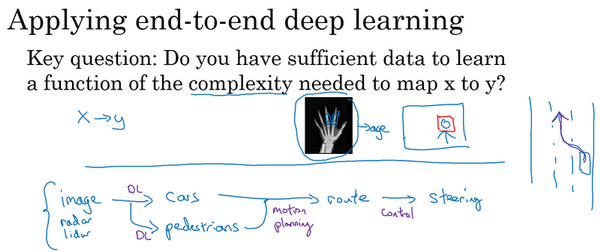 Applying end-to-end deep learning
Key question: Do you have sufficient data to learn
a function of the complexity needed to map x to y?
x → y
→ age
image
radar
lidar
DL
cars
DL
pedestrians
motion
planning
route
control
steering